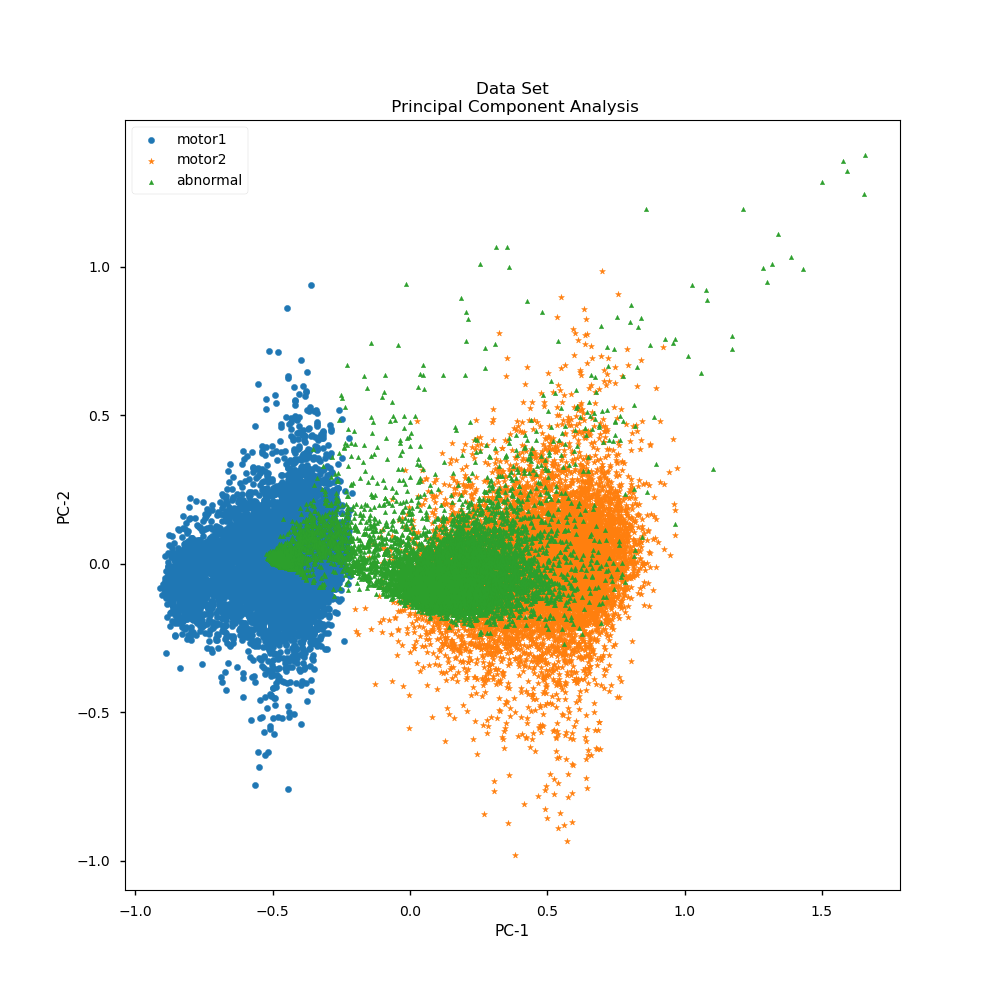 Data Set
Principal Component Analysis
motor1
motor2
abnormal
1.0
0.5
0.0
−0.5
−1.0
PC-2
−1.0 −0.5 0.0 0.5 1.0 1.5
PC-1